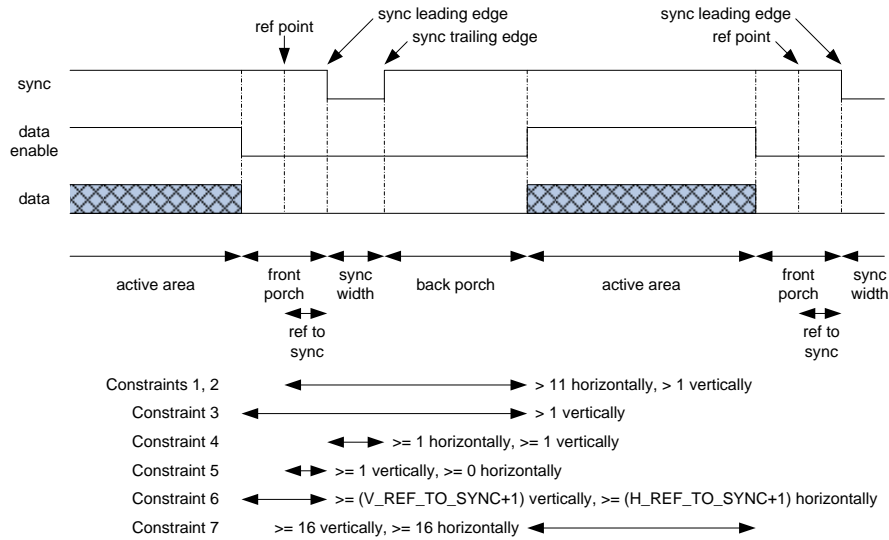 sync leading edge
sync leading edge
ref point
sync trailing edge
ref point
sync
data
enable
data
active area
front
porch
sync
width
back porch
active area
front
porch
sync
width
ref to
sync
ref to
sync
Constraints 1, 2
> 11 horizontally, > 1 vertically
Constraint 3
> 1 vertically
Constraint 4
>= 1 horizontally, >= 1 vertically
Constraint 5
>= 1 vertically, >= 0 horizontally
Constraint 6
>= (V_REF_TO_SYNC+1) vertically, >= (H_REF_TO_SYNC+1) horizontally
Constraint 7
>= 16 vertically, >= 16 horizontally